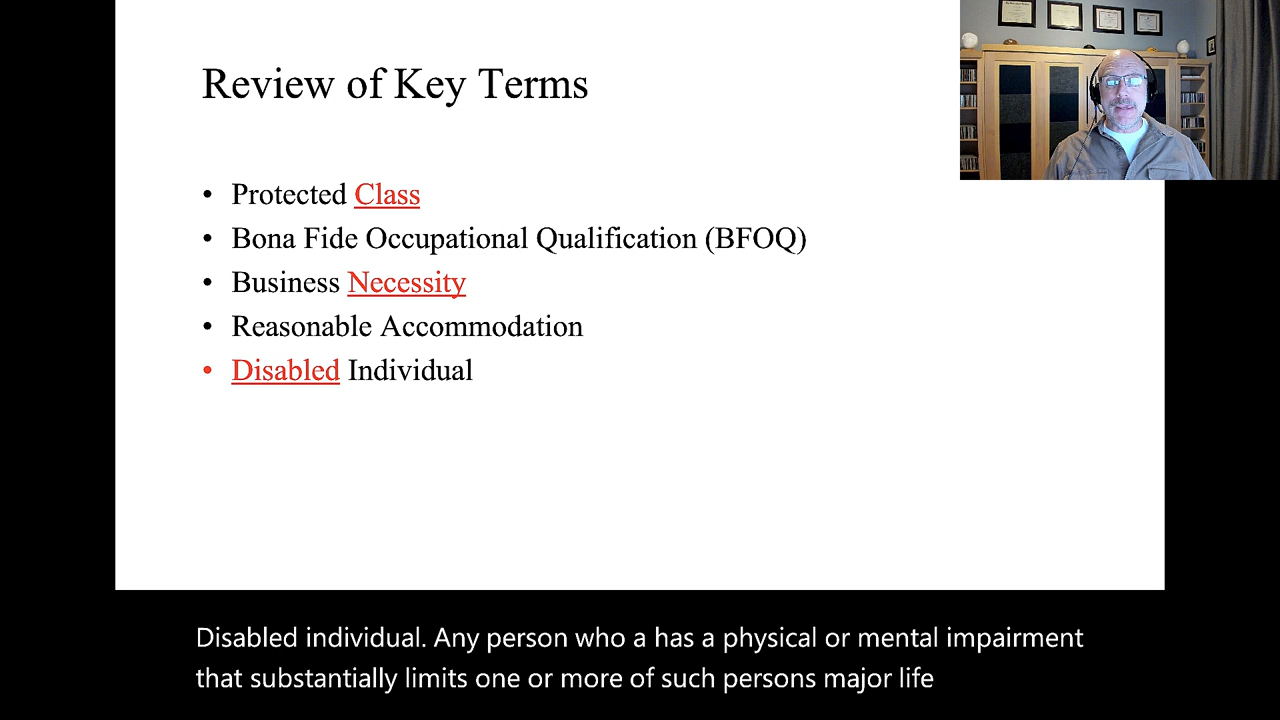 Review of Key Terms
• Protected Class
• Bona Fide Occupational Qualification (BFOQ)
• Business Necessity
• Reasonable Accommodation
• Disabled Individual
Disabled individual. Any person who a has a physical or mental impairment
that substantially limits one or more of such persons major life